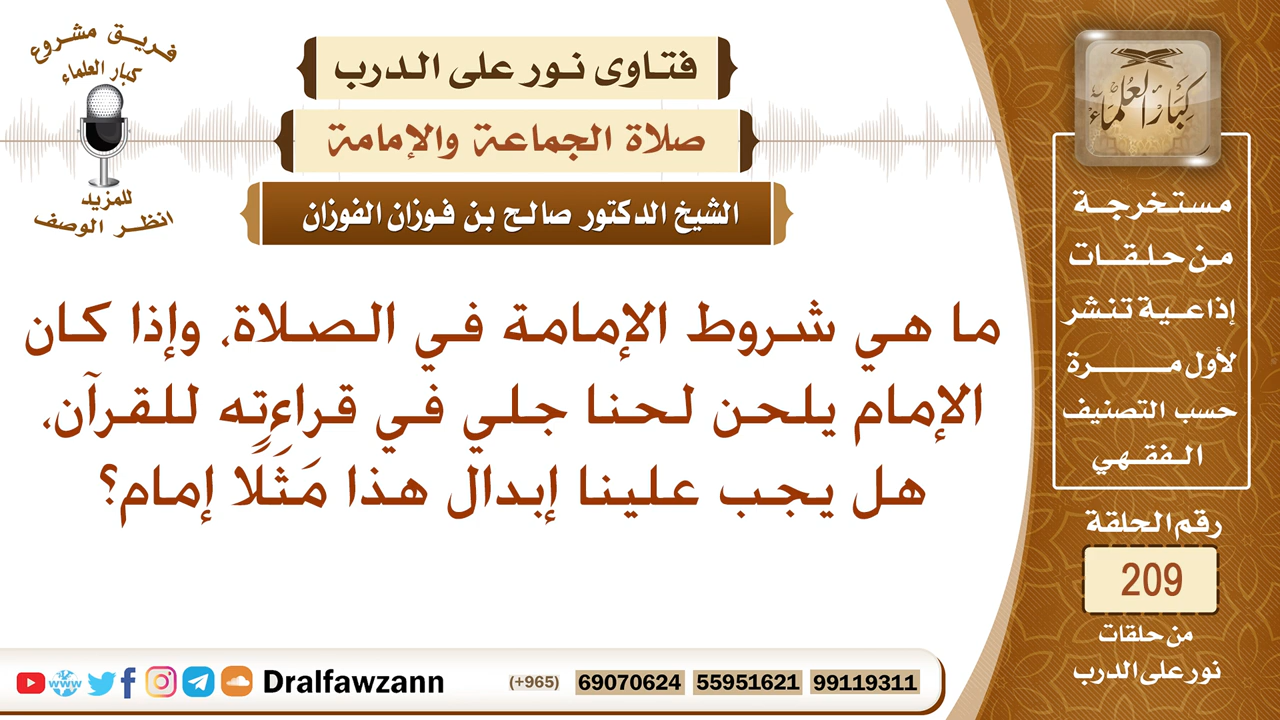 فريق مشروع
كبار العلماء
للمزيد
انظر الوصف
فتاوى نور على الدرب
صلاة الجماعة والإمامة
الشيخ الدكتور صالح بن فوزان الفوزان
ما هي شروط الإمامة في الصلاة، وإذا كان
الإمام يلحن لحنا جلي في قراءتِه للقرآن،
هل يجب علينا إبدال هذا مَثَلًا إمام؟
كبار العلماء
مستخرجة
من حلقات
إذاعية تنشر
لأول مرة
حسب التصنيف
الفقهي
رقم الحلقة
209
من حلقات
نور على الدرب
www
Dralfawzann
(+965) 69070624 55951621 99119311